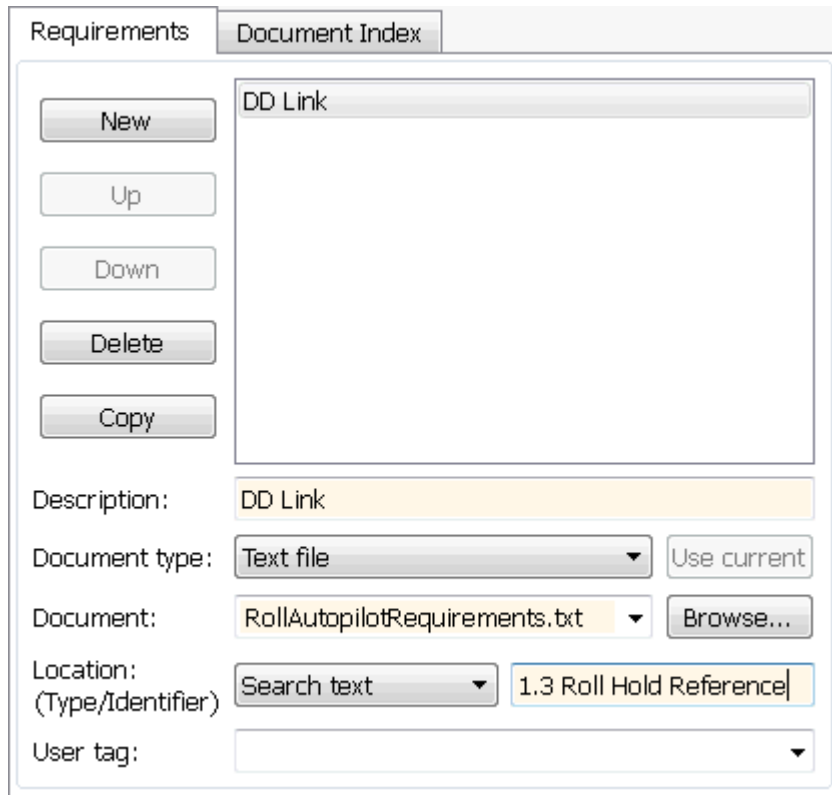 Requirements
Document Index
New
DD Link
Up
Down
Delete
Copy
Description:
DD Link
Document type:
Text file
Use current
Document:
RollAutopilotRequirements.txt
Browse...
Location:
(Type/Identifier)
Search text
1.3 Roll Hold Reference
User tag: